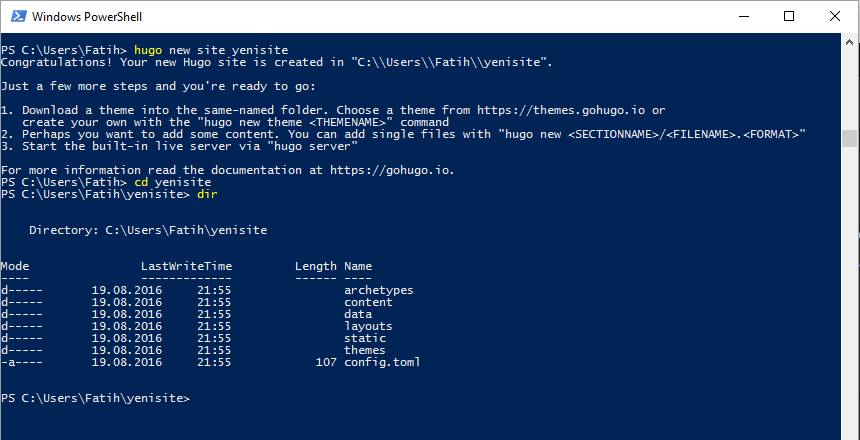 Windows PowerShell
PS C:\Users\Fatih> hugo new site yenisite
Congratulations! Your new Hugo site is created in "C:\\Users\\Fatih\\yenisite".
Just a few more steps and you're ready to go:
1. Download a theme into the same-named folder. Choose a theme from https://themes.gohugo.io or
   create your own with the "hugo new theme <THEMENAME>" command
2. Perhaps you want to add some content. You can add single files with "hugo new <SECTIONNAME>/<FILENAME>.<FORMAT>"
3. Start the built-in live server via "hugo server"
For more information read the documentation at https://gohugo.io.
PS C:\Users\Fatih> cd yenisite
PS C:\Users\Fatih\yenisite> dir
    Directory: C:\Users\Fatih\yenisite
Mode                LastWriteTime         Length Name
----                -------------         ------ ----
d-----       19.08.2016     21:55                archetypes
d-----       19.08.2016     21:55                content
d-----       19.08.2016     21:55                data
d-----       19.08.2016     21:55                layouts
d-----       19.08.2016     21:55                static
d-----       19.08.2016     21:55                themes
-a----       19.08.2016     21:55            107 config.toml
PS C:\Users\Fatih\yenisite>